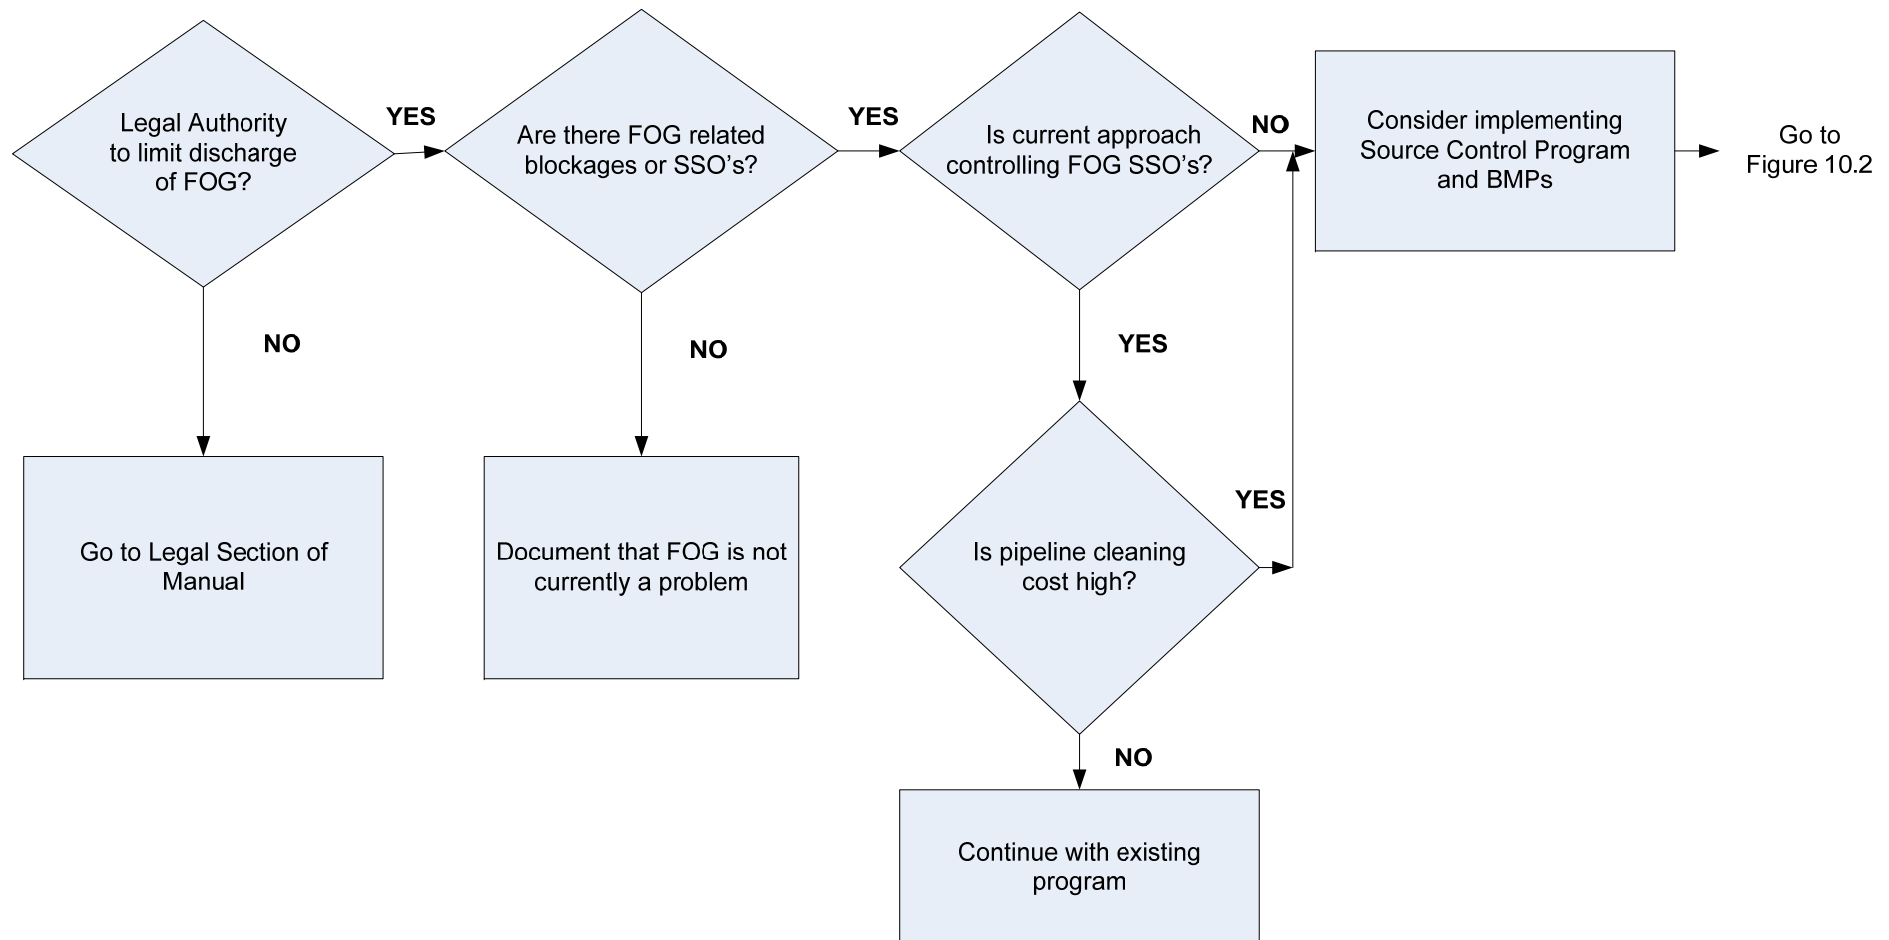 Legal Authority
to limit discharge
of FOG?
YES
Are there FOG related
blockages or SSO's?
YES
Is current approach
controlling FOG SSO's?
NO
Consider implementing
Source Control Program
and BMPs
Go to
Figure 10.2
NO
NO
YES
Go to Legal Section of
Manual
Document that FOG is not
currently a problem
Is pipeline cleaning
cost high?
YES
NO
Continue with existing
program